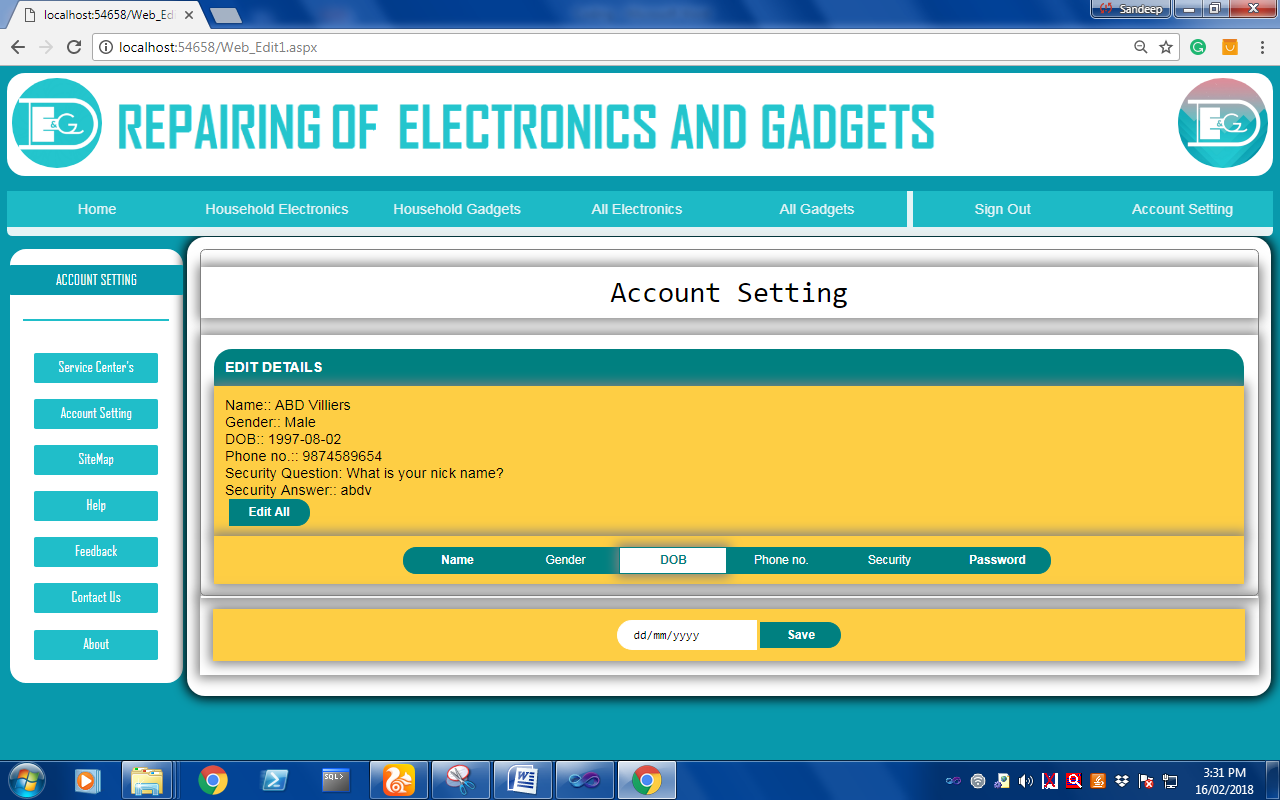 localhost:54658/Web_Edi
Sandeep
localhost:54658/Web_Edit1.aspx
E&G
REPAIRING OF ELECTRONICS AND GADGETS
E&G
Home Household Electronics Household Gadgets All Electronics All Gadgets Sign Out Account Setting
ACCOUNT SETTING
Service Center's
Account Setting
SiteMap
Help
Feedback
Contact Us
About
Account Setting
EDIT DETAILS
Name:: ABD Villiers
Gender:: Male
DOB:: 1997-08-02
Phone no.:: 9874589654
Security Question: What is your nick name?
Security Answer:: abdv
Edit All
Name Gender DOB Phone no. Security Password
dd/mm/yyyy Save
SQL>
3:31 PM
16/02/2018